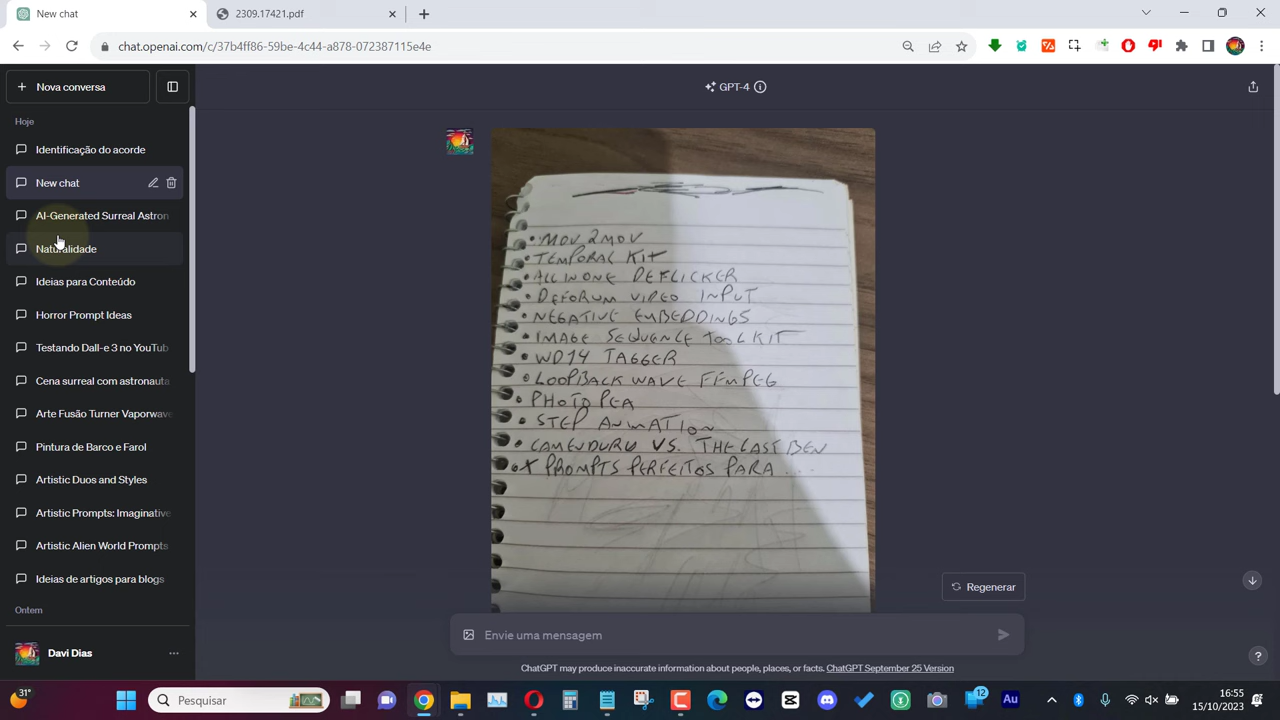 New chat
2309.17421.pdf
chat.openai.com/c/37b4ff86-59be-4c44-a878-072387115e4e
Nova conversa
GPT-4
Hoje
Identificação do acorde
New chat
AI-Generated Surreal Astron
Naturalidade
Ideias para Conteúdo
Horror Prompt Ideas
Testando Dall-e 3 no YouTub
Cena surreal com astronauta
Arte Fusão Turner Vaporwave
Pintura de Barco e Farol
Artistic Duos and Styles
Artistic Prompts: Imaginative
Artistic Alien World Prompts
Ideias de artigos para blogs
Ontem
Davi Dias
• MOV 2 MOV
• TEMPORAL KIT
• ALL IN ONE DEFLICKER
• DEFORUM VIDEO INPUT
• NEGATIVE EMBEDDINGS
• IMAGE SEQUENCE TOOLKIT
• WD14 TAGGER
• LOOPBACK WAVE FFMPEG
• PHOTO PEA
• STEP ANIMATION
• CAMENDURU VS. THE LAST BEN
• X PROMPTS PERFEITOS PARA ...
Regenerar
Envie uma mensagem
ChatGPT may produce inaccurate information about people, places, or facts. ChatGPT September 25 Version
?
31°
Pesquisar
12
Au
16:55
15/10/2023